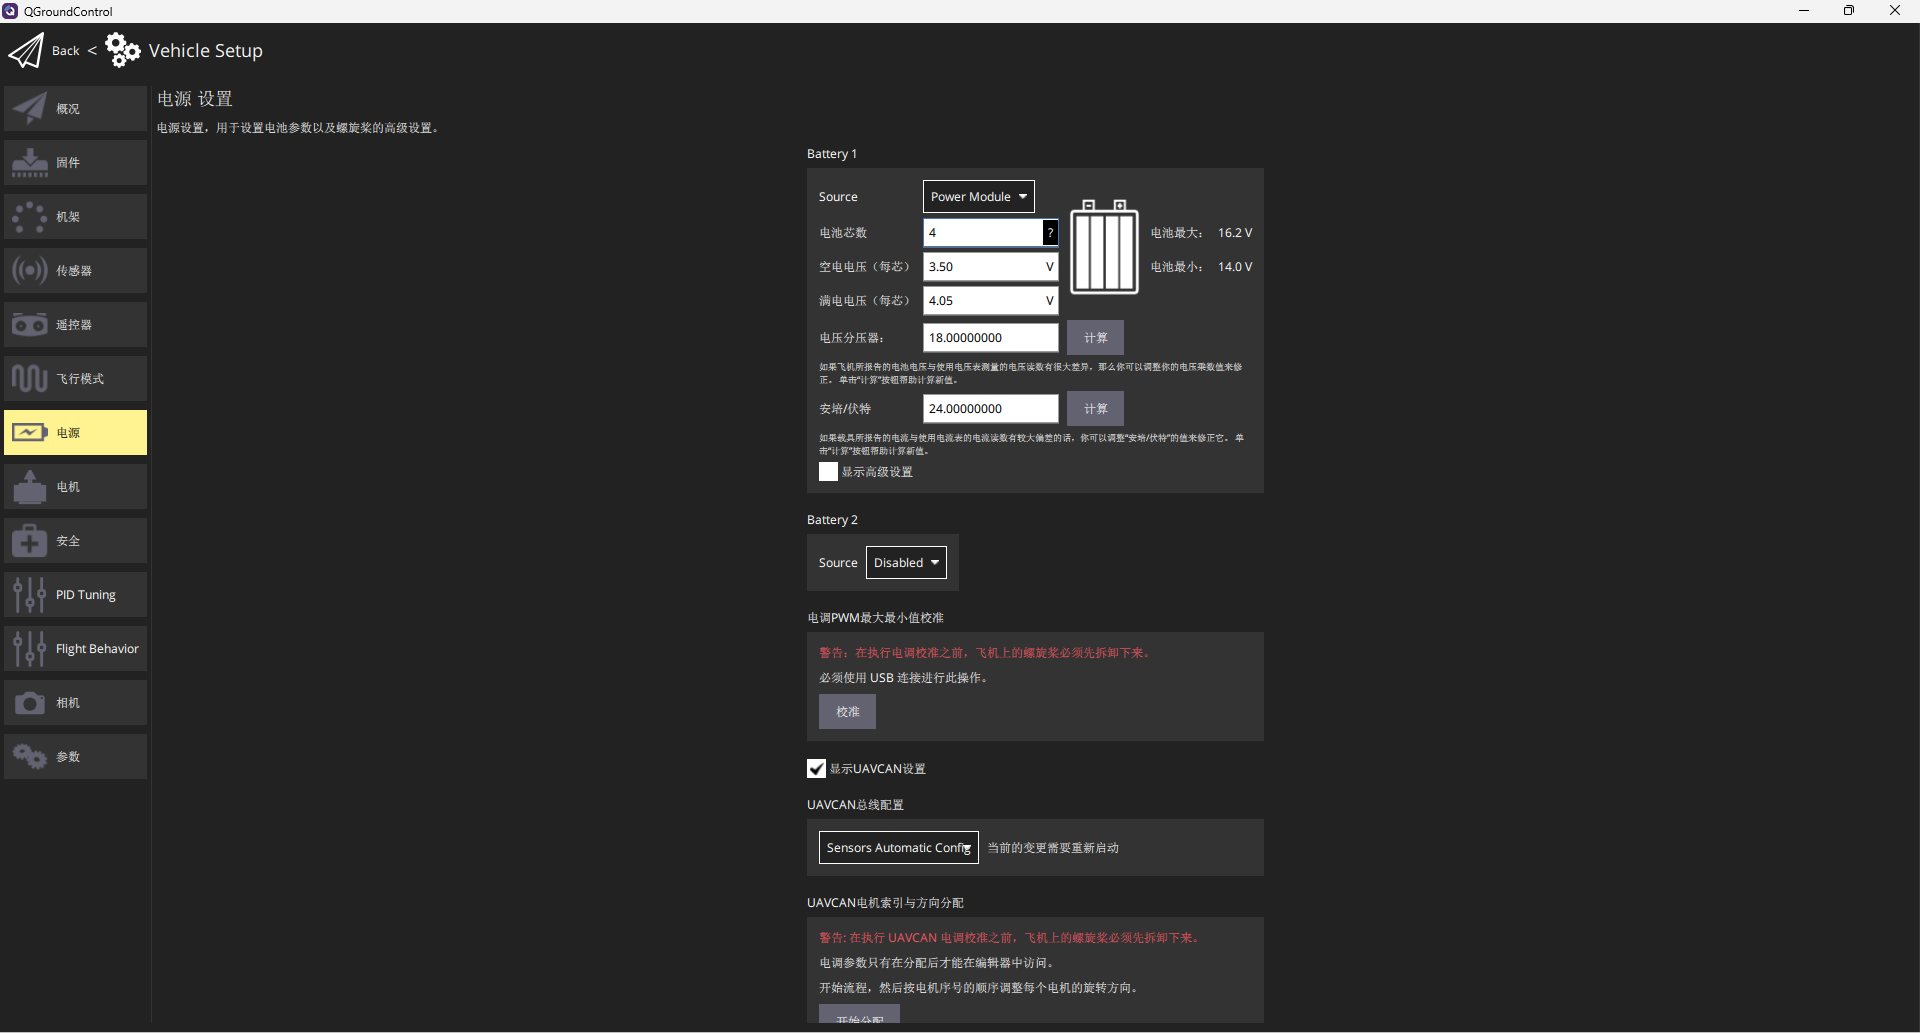 QGroundControl
Back < Vehicle Setup
概况
固件
机架
传感器
遥控器
飞行模式
电源
电机
安全
PID Tuning
Flight Behavior
相机
参数
电源 设置
电源设置，用于设置电池参数以及螺旋桨的高级设置。
Battery 1
Source Power Module
电池芯数 4 ?
电池最大： 16.2 V
空电电压（每芯） 3.50 V
电池最小： 14.0 V
满电电压（每芯） 4.05 V
电压分压器： 18.00000000 计算
如果飞机所报告的电池电压与使用电压表测量的电压读数有很大差异，那么你可以调整你的电压乘数值来修
正。 单击“计算”按钮帮助计算新值。
安培/伏特 24.00000000 计算
如果载具所报告的电流与使用电流表的电流读数有较大偏差的话，你可以调整“安培/伏特”的值来修正它。 单
击“计算”按钮帮助计算新值。
显示高级设置
Battery 2
Source Disabled
电调PWM最大最小值校准
警告：在执行电调校准之前，飞机上的螺旋桨必须先拆卸下来。
必须使用 USB 连接进行此操作。
校准
显示UAVCAN设置
UAVCAN总线配置
Sensors Automatic Config 当前的变更需要重新启动
UAVCAN电机索引与方向分配
警告: 在执行 UAVCAN 电调校准之前，飞机上的螺旋桨必须先拆卸下来。
电调参数只有在分配后才能在编辑器中访问。
开始流程，然后按电机序号的顺序调整每个电机的旋转方向。
开始分配